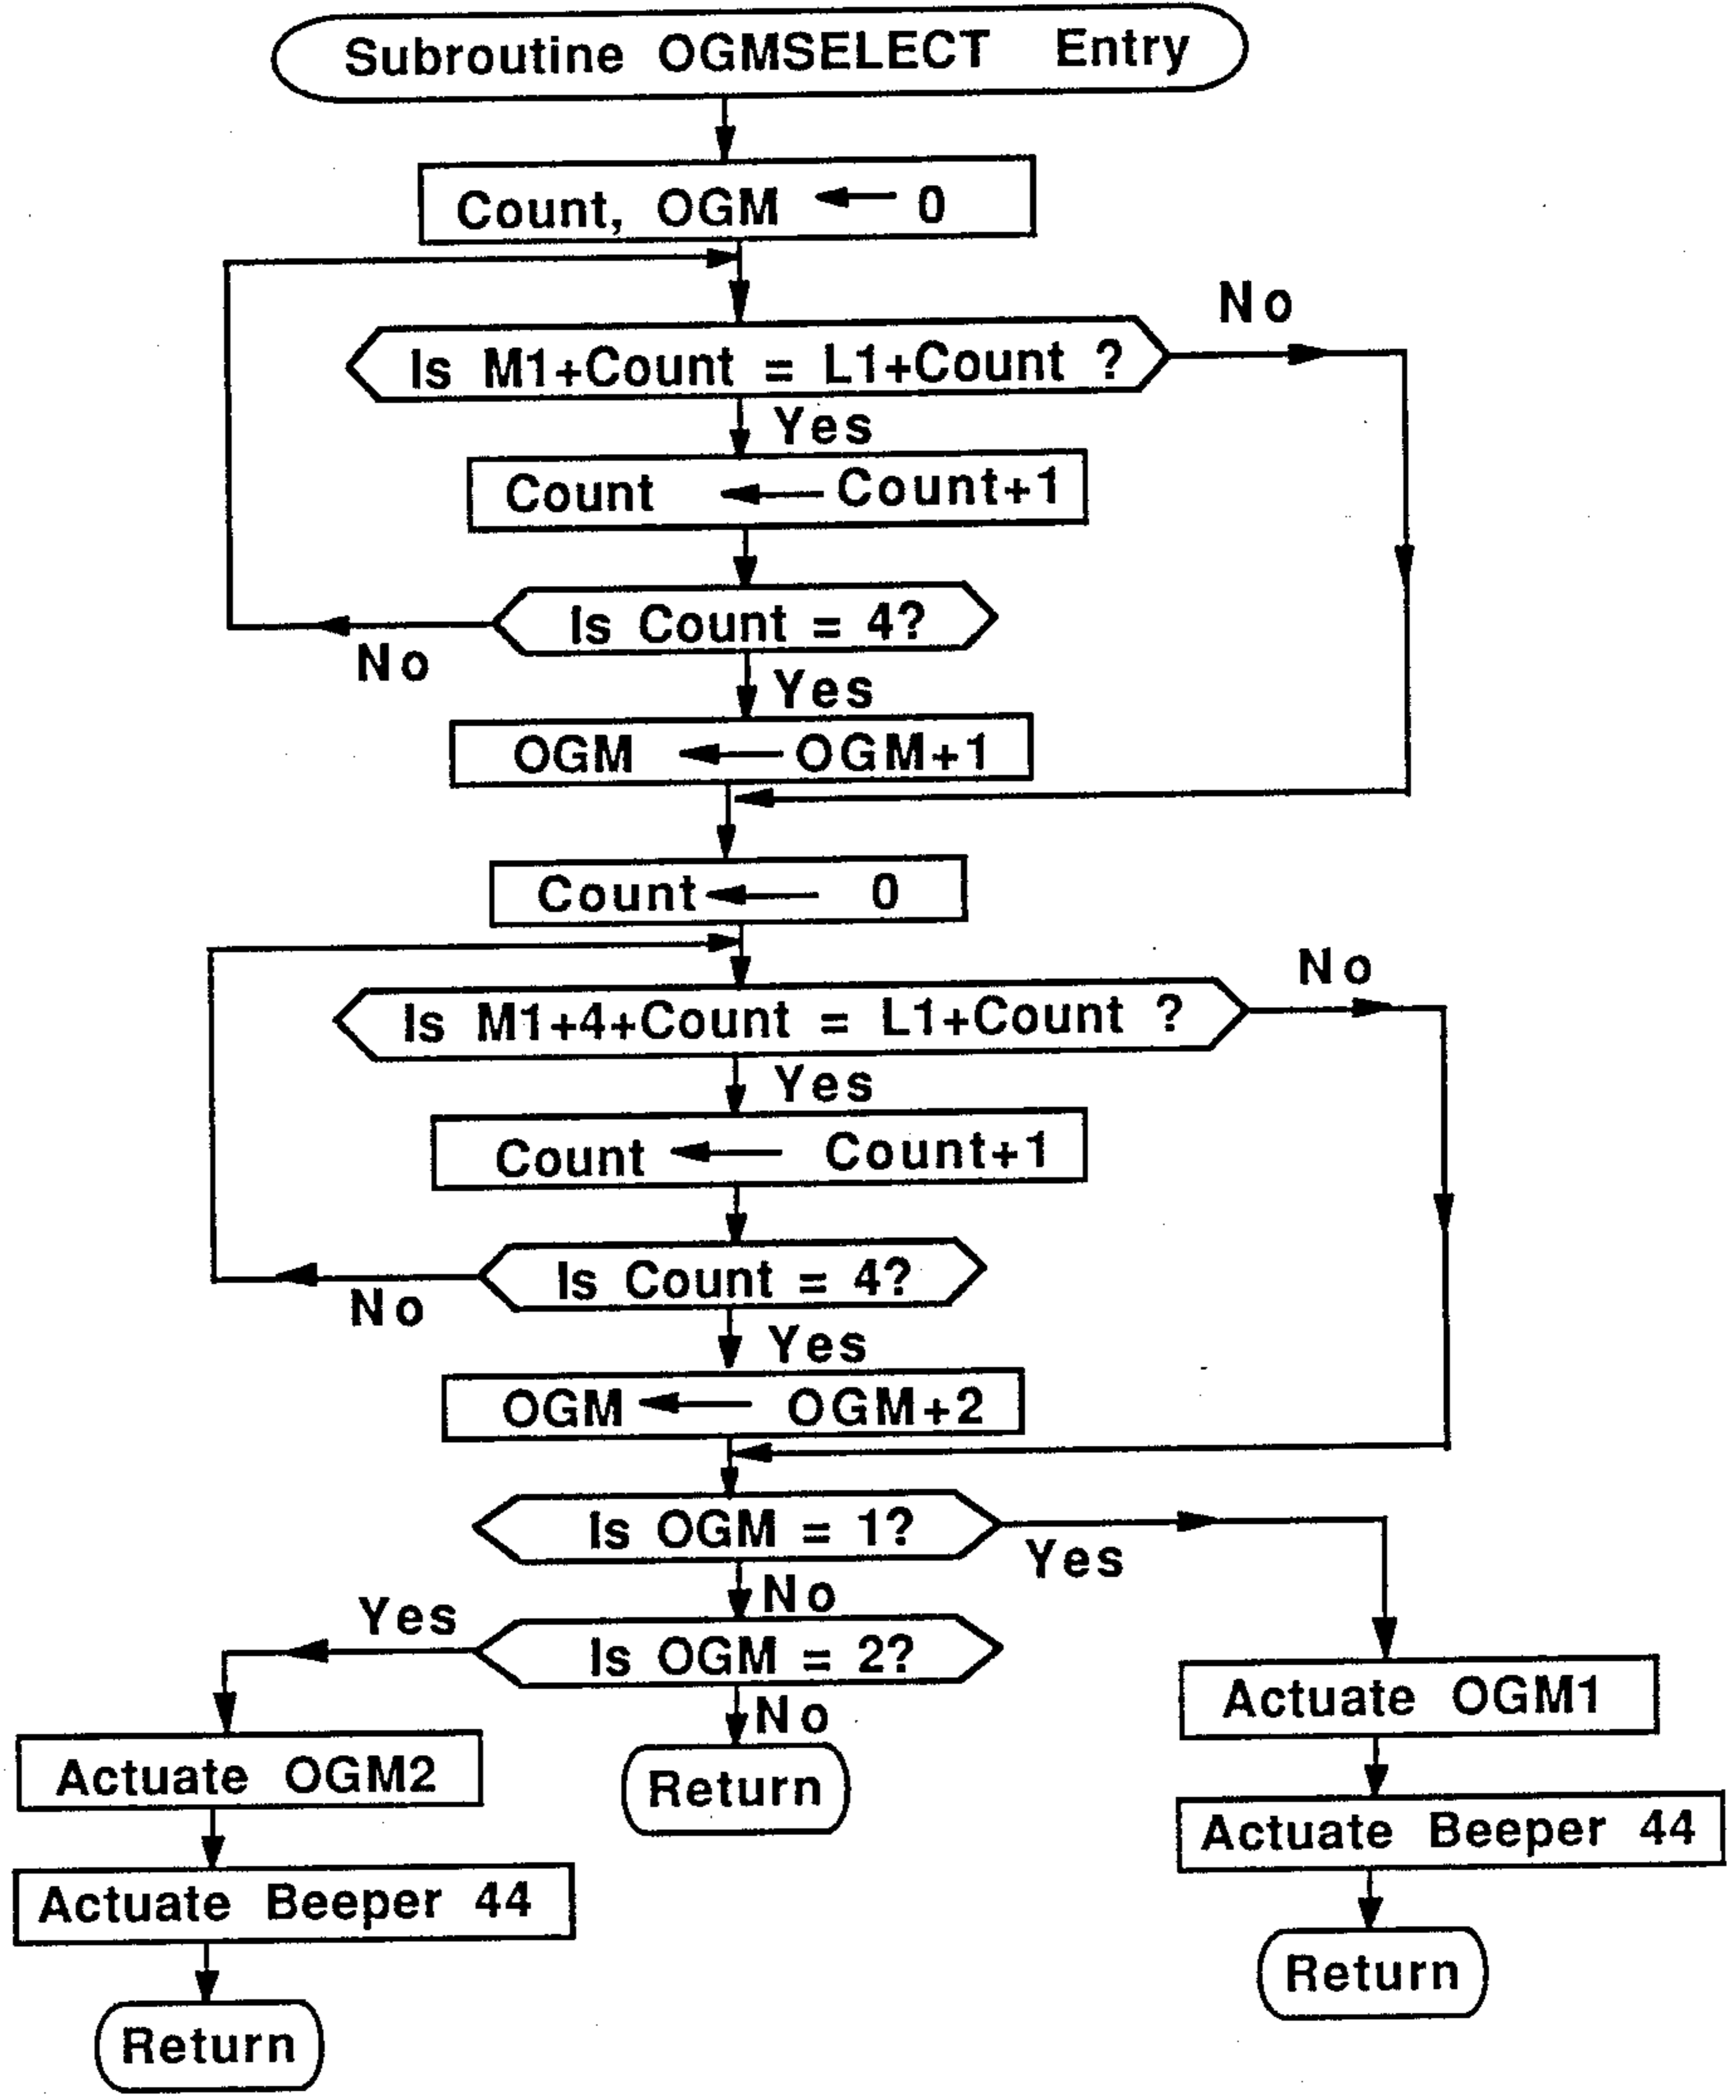 Subroutine OGMSELECT Entry
Count, OGM ← 0
No
Is M1+Count = L1+Count ?
Yes
Count ← Count+1
Is Count = 4?
No
Yes
OGM ← OGM+1
Count ← 0
No
Is M1+4+Count = L1+Count ?
Yes
Count ← Count+1
Is Count = 4?
No
Yes
OGM ← OGM+2
Is OGM = 1?
Yes
No
Yes
Is OGM = 2?
No
Actuate OGM1
Actuate OGM2
Return
Actuate Beeper 44
Actuate Beeper 44
Return
Return